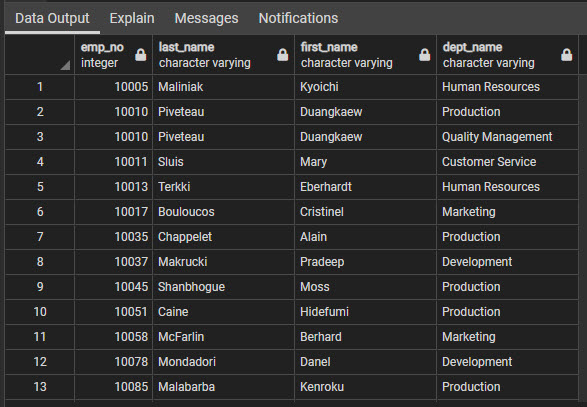 Data Output Explain Messages Notifications
emp_no last_name first_name dept_name
integer character varying character varying character varying
1 10005 Maliniak Kyoichi Human Resources
2 10010 Piveteau Duangkaew Production
3 10010 Piveteau Duangkaew Quality Management
4 10011 Sluis Mary Customer Service
5 10013 Terkki Eberhardt Human Resources
6 10017 Bouloucos Cristinel Marketing
7 10035 Chappelet Alain Production
8 10037 Makrucki Pradeep Development
9 10045 Shanbhogue Moss Production
10 10051 Caine Hidefumi Production
11 10058 McFarlin Berhard Marketing
12 10078 Mondadori Danel Development
13 10085 Malabarba Kenroku Production